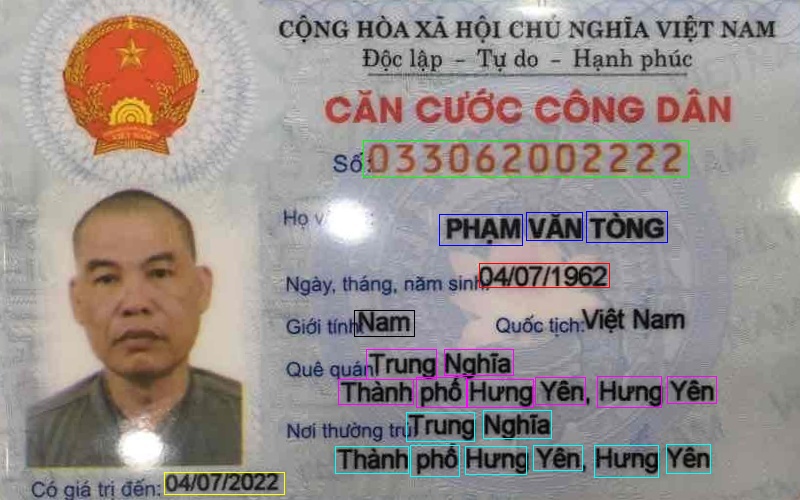 CỘNG HÒA XÃ HỘI CHỦ NGHĨA VIỆT NAM
Độc lập - Tự do - Hạnh phúc
CĂN CƯỚC CÔNG DÂN
Số: 033062002222
Họ v
PHẠM VĂN TÒNG
Ngày, tháng, năm sinh: 04/07/1962
Giới tính: Nam Quốc tịch: Việt Nam
Quê quán: Trung Nghĩa
Thành phố Hưng Yên, Hưng Yên
Nơi thường trú: Trung Nghĩa
Thành phố Hưng Yên, Hưng Yên
Có giá trị đến: 04/07/2022